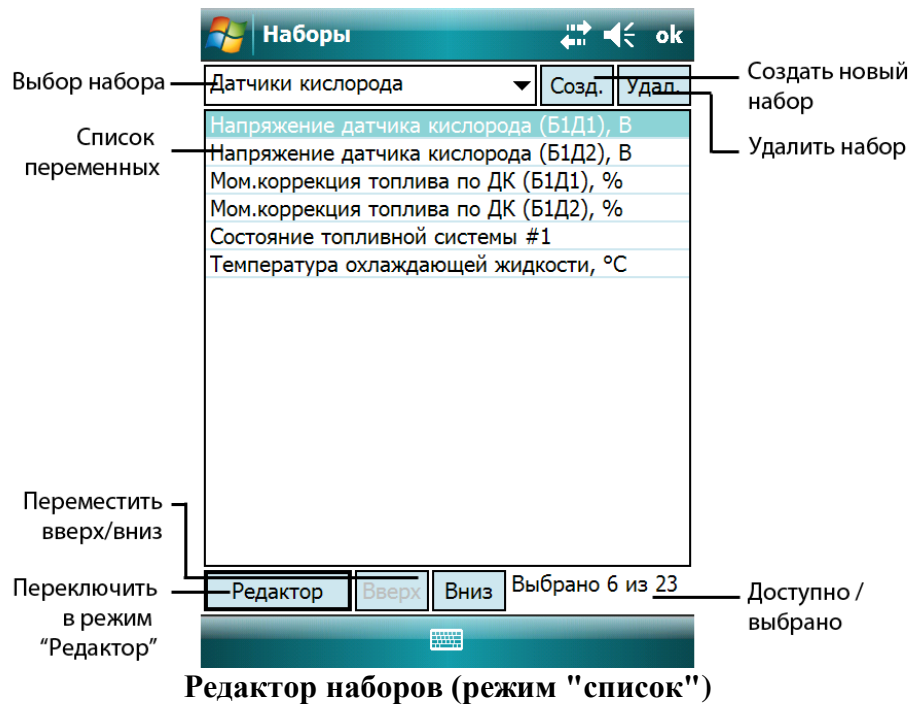 Наборы
ok
Выбор набора
Датчики кислорода
Созд.
Удал.
Создать новый
набор
Удалить набор
Список
переменных
Напряжение датчика кислорода (Б1Д1), В
Напряжение датчика кислорода (Б1Д2), В
Мом.коррекция топлива по ДК (Б1Д1), %
Мом.коррекция топлива по ДК (Б1Д2), %
Состояние топливной системы #1
Температура охлаждающей жидкости, °C
Переместить
вверх/вниз
Переключить
в режим
“Редактор”
Редактор
Вверх
Вниз
Выбрано 6 из 23
Доступно /
выбрано
Редактор наборов (режим "список")